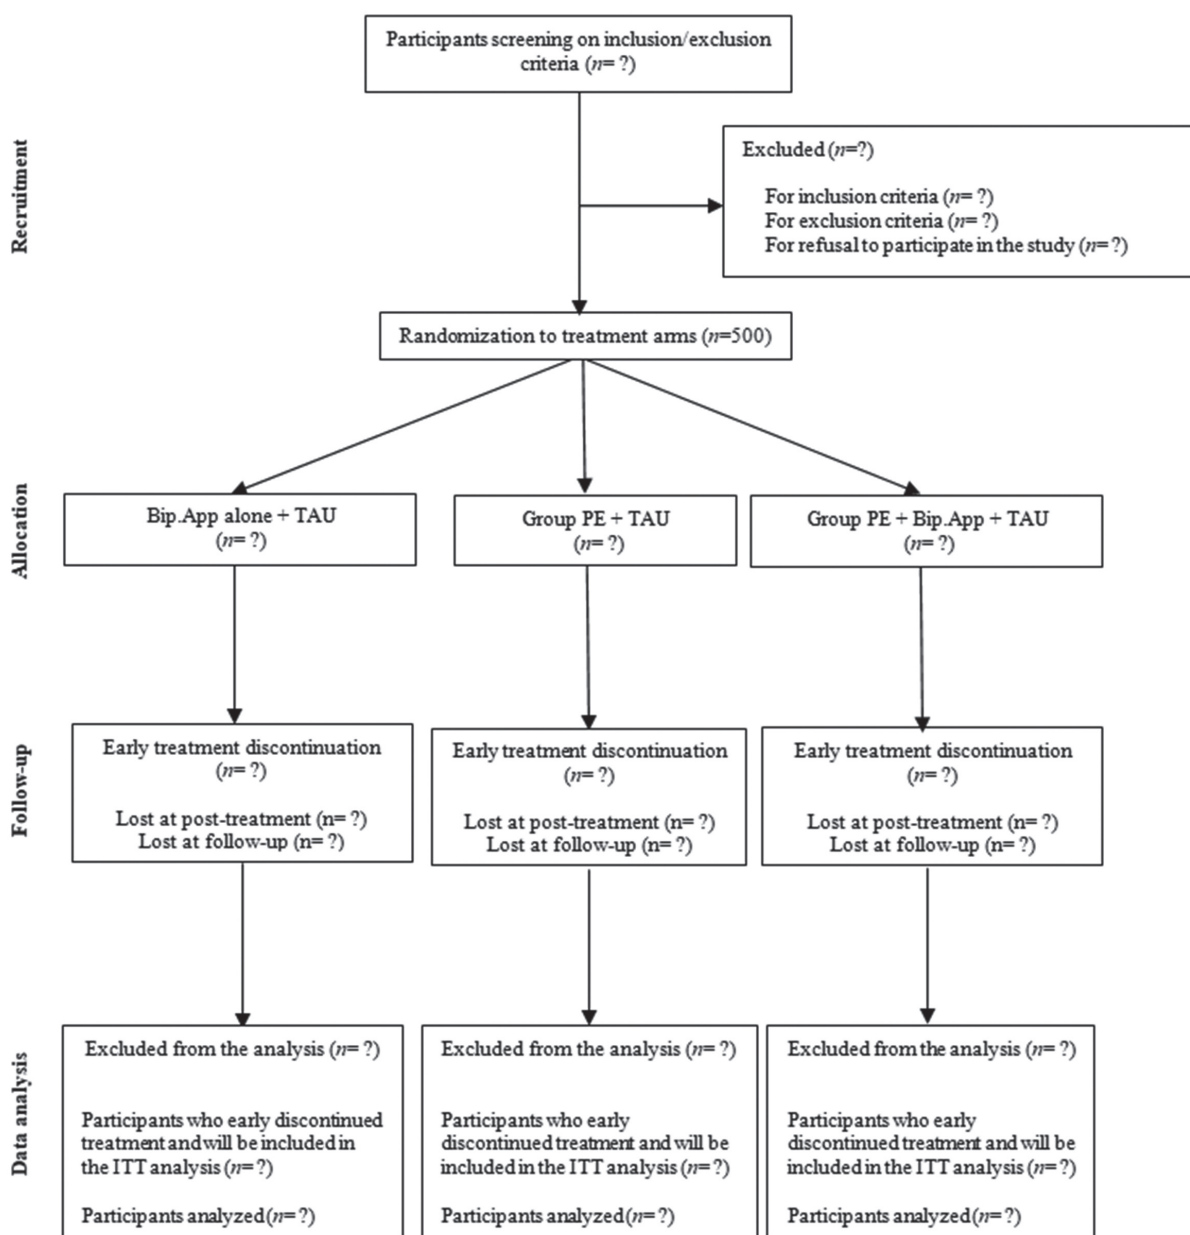 Participants screening on inclusion/exclusion
criteria (n= ?)
Recruitment
Excluded (n=?)
For inclusion criteria (n= ?)
For exclusion criteria (n= ?)
For refusal to participate in the study (n= ?)
Randomization to treatment arms (n=500)
Allocation
Bip.App alone + TAU
(n= ?)
Group PE + TAU
(n= ?)
Group PE + Bip.App + TAU
(n= ?)
Follow-up
Early treatment discontinuation
(n= ?)
Lost at post-treatment (n= ?)
Lost at follow-up (n= ?)
Early treatment discontinuation
(n= ?)
Lost at post-treatment (n= ?)
Lost at follow-up (n= ?)
Early treatment discontinuation
(n= ?)
Lost at post-treatment (n= ?)
Lost at follow-up (n= ?)
Data analysis
Excluded from the analysis (n= ?)
Participants who early discontinued
treatment and will be included in
the ITT analysis (n= ?)
Participants analyzed (n= ?)
Excluded from the analysis (n= ?)
Participants who early
discontinued treatment and will be
included in the ITT analysis (n= ?)
Participants analyzed (n= ?)
Excluded from the analysis (n= ?)
Participants who early
discontinued treatment and will be
included in the ITT analysis (n= ?)
Participants analyzed (n= ?)